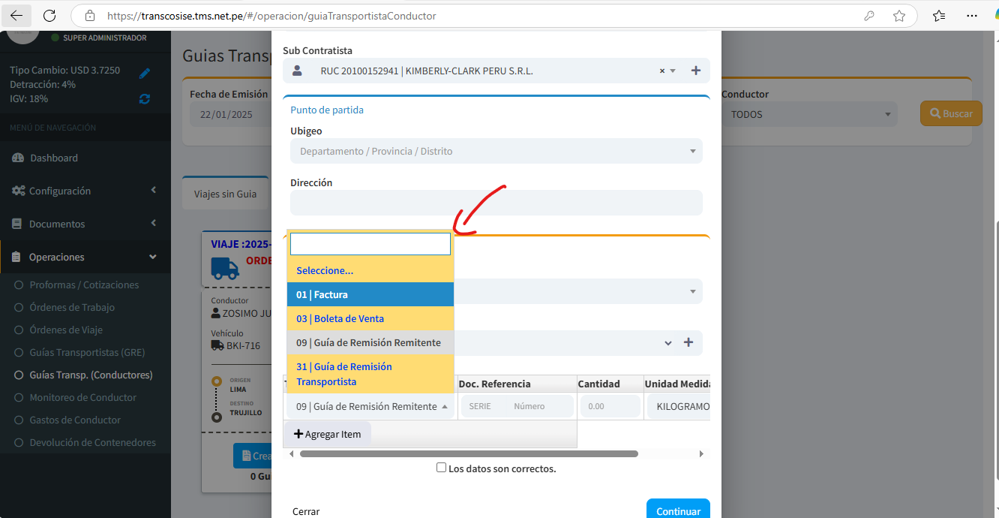 https://transcosise.tms.net.pe/#/operacion/guiaTransportistaConductor
SUPER ADMINISTRADOR
Tipo Cambio: USD 3.7250
Detracción: 4%
IGV: 18%
MENÚ DE NAVEGACIÓN
Dashboard
Configuración
Documentos
Operaciones
Proformas / Cotizaciones
Órdenes de Trabajo
Órdenes de Viaje
Guías Transportistas (GRE)
Guías Transp. (Conductores)
Monitoreo de Conductor
Gastos de Conductor
Devolución de Contenedores
Guias Transp
Fecha de Emisión
22/01/2025
Conductor
TODOS
Buscar
Viajes sin Guia
VIAJE :2025-
ORDE
Conductor
ZOSIMO JU
Vehículo
BKI-716
ORIGEN
LIMA
DESTINO
TRUJILLO
Crea
0 Gu
Sub Contratista
RUC 20100152941 | KIMBERLY-CLARK PERU S.R.L.
× 
+
Punto de partida
Ubigeo
Departamento / Provincia / Distrito
Dirección
Seleccione...
01 | Factura
03 | Boleta de Venta
09 | Guía de Remisión Remitente
31 | Guía de Remisión
Transportista
+
T
Doc. Referencia
Cantidad
Unidad Medida
09 | Guía de Remisión Remitente
SERIE
Número
0.00
KILOGRAMO
+ Agregar Item
Los datos son correctos.
Cerrar
Continuar